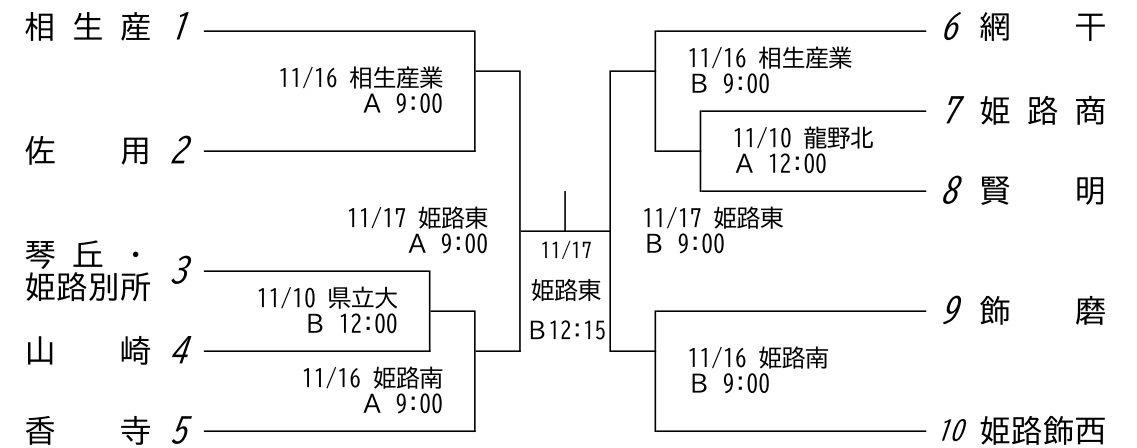 相生産 1
11/16 相生産業
A 9:00
佐用 2
11/17 姫路東
A 9:00
琴丘・
姫路別所 3
11/10 県立大
B 12:00
山崎 4
11/16 姫路南
A 9:00
香寺 5
11/17
姫路東
B12:15
6 網干
11/16 相生産業
B 9:00
7 姫路商
11/10 龍野北
A 12:00
8 賢明
11/17 姫路東
B 9:00
9 飾磨
11/16 姫路南
B 9:00
10 姫路飾西